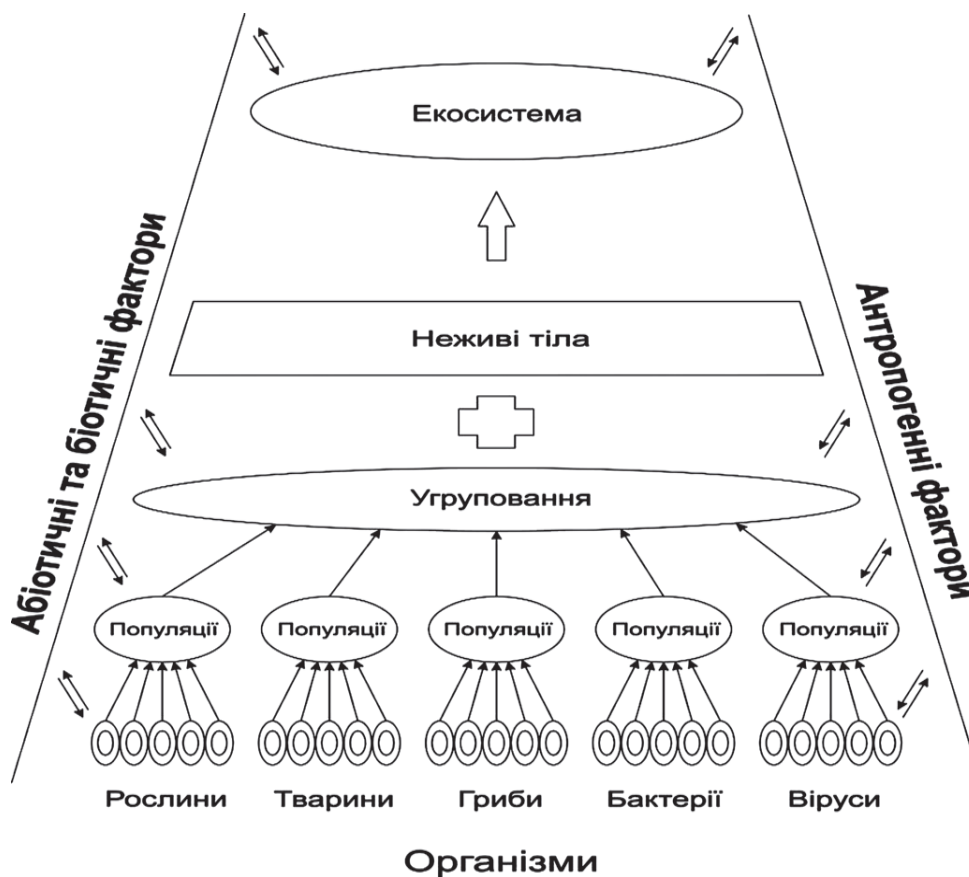 Екосистема
Абіотичні та біотичні фактори
Антропогенні фактори
Неживі тіла
Угруповання
Популяції Популяції Популяції Популяції Популяції
Рослини Тварини Гриби Бактерії Віруси
Організми